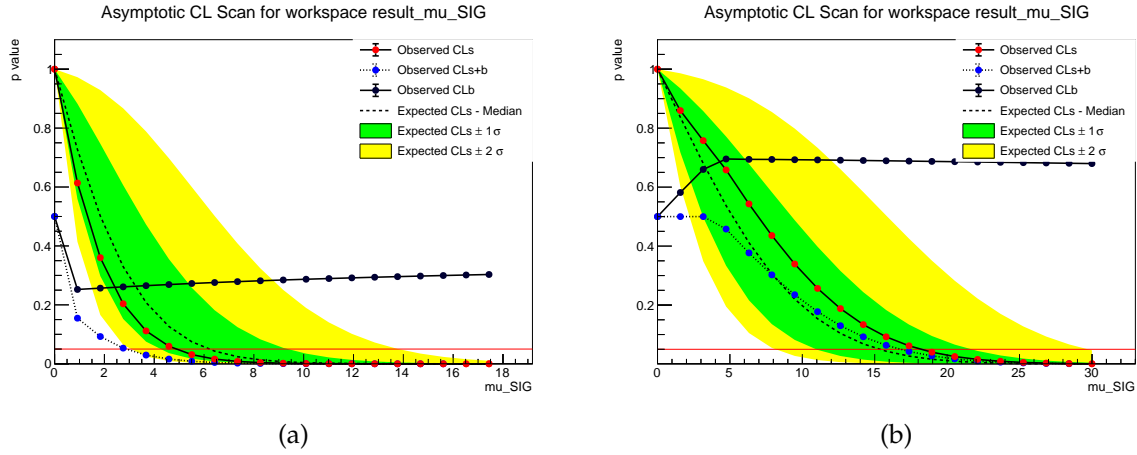 Asymptotic CL Scan for workspace result_mu_SIG
p value
Observed CLs
Observed CLs+b
Observed CLb
Expected CLs - Median
Expected CLs ± 1σ
Expected CLs ± 2 σ
1
0.8
0.6
0.4
0.2
0
0 2 4 6 8 10 12 14 16 18
mu_SIG
(a)
Asymptotic CL Scan for workspace result_mu_SIG
p value
Observed CLs
Observed CLs+b
Observed CLb
Expected CLs - Median
Expected CLs ± 1σ
Expected CLs ± 2 σ
1
0.8
0.6
0.4
0.2
0
0 5 10 15 20 25 30
mu_SIG
(b)